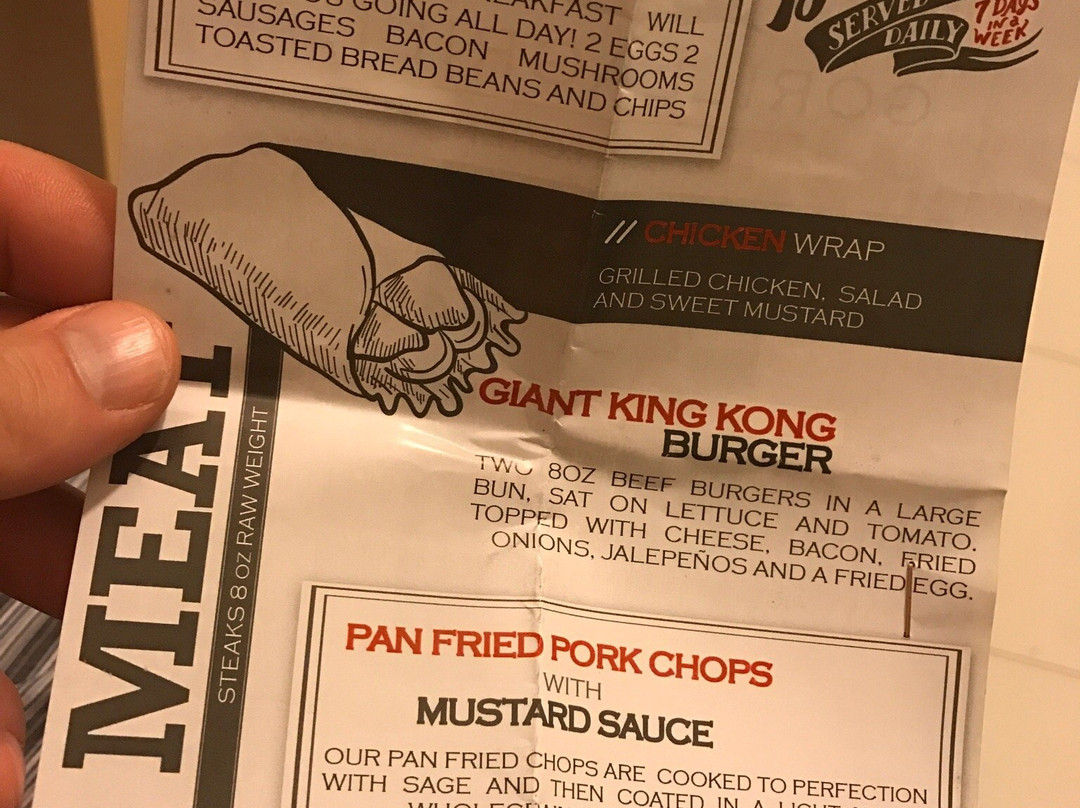 WILL
GOING ALL DAY! 2 EGGS 2
SAUSAGES BACON MUSHROOMS
TOASTED BREAD BEANS AND CHIPS
SERVED
DAILY
7 DAYS
IN a
WEEK
// CHICKEN WRAP
GRILLED CHICKEN, SALAD
AND SWEET MUSTARD
GIANT KING KONG
BURGER
TWO 8OZ BEEF BURGERS IN A LARGE
BUN, SAT ON LETTUCE AND TOMATO.
TOPPED WITH CHEESE, BACON, FRIED
ONIONS, JALEPEÑOS AND A FRIED EGG.
MEAT
STEAKS 8 OZ RAW WEIGHT
PAN FRIED PORK CHOPS
WITH
MUSTARD SAUCE
OUR PAN FRIED CHOPS ARE COOKED TO PERFECTION
WITH SAGE AND THEN COATED IN A LIGHT